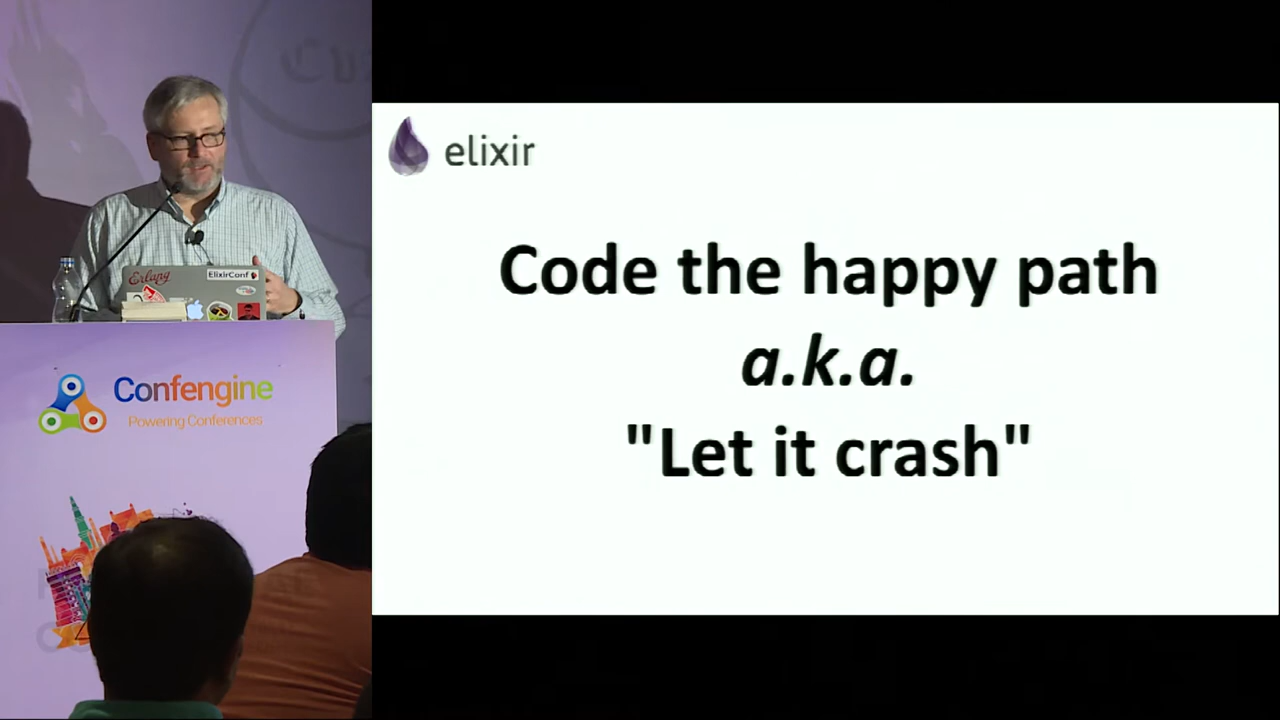 elixir
Code the happy path
a.k.a.
"Let it crash"
Erlang
ElixirConf
Confengine
Powering Conferences